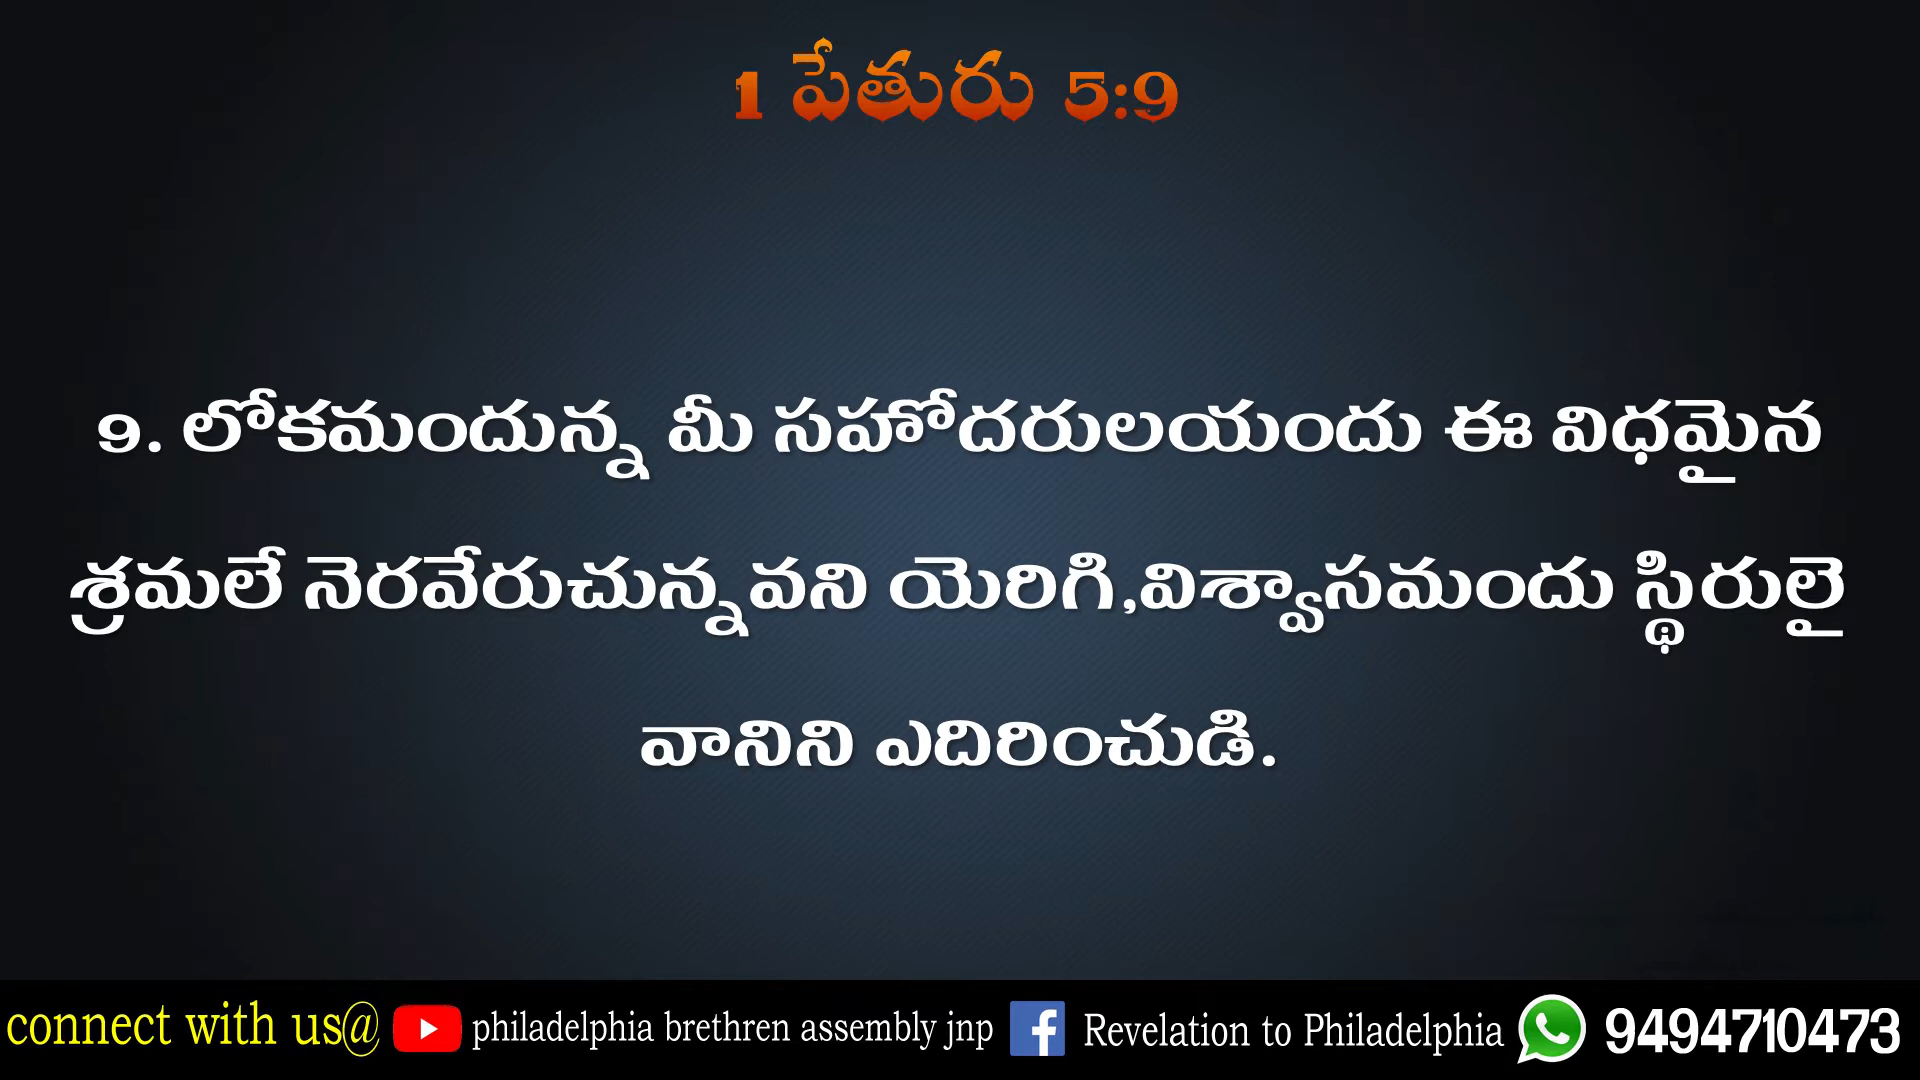 1 పేతురు 5:9
9. లోకమందున్న మీ సహోదరులయందు ఈ విధమైన
శ్రమలే నెరవేరుచున్నవని యెరిగి,విశ్వాసమందు స్థిరులై
వానిని ఎదిరించుడి.
connect with us@ philadelphia brethren assembly jnp Revelation to Philadelphia 9494710473